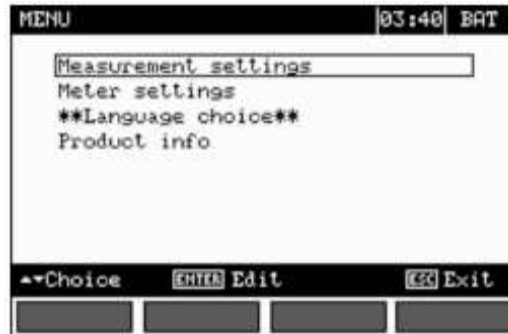 MENU 03:40 BAT
Measurement settings
Meter settings
**Language choice**
Product info
▲▼Choice ENTER Edit ESC Exit